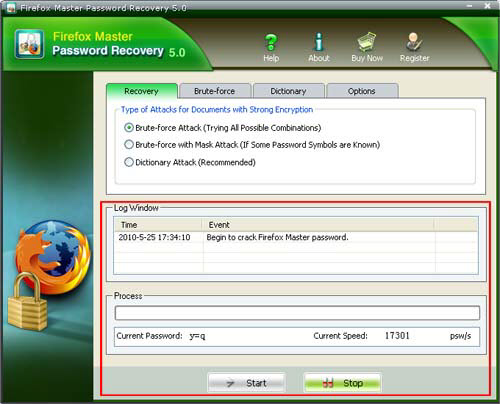 Firefox Master Password Recovery 5.0
Firefox Master
Password Recovery 5.0
Help About Buy Now Register
Recovery Brute-force Dictionary Options
Type of Attacks for Documents with Strong Encryption
Brute-force Attack (Trying All Possible Combinations)
Brute-force with Mask Attack (If Some Password Symbols are Known)
Dictionary Attack (Recommended)
Log Window
Time Event
2010-5-25 17:34:10 Begin to crack Firefox Master password.
Process
Current Password: y=q Current Speed: 17301 psw/s
Start Stop